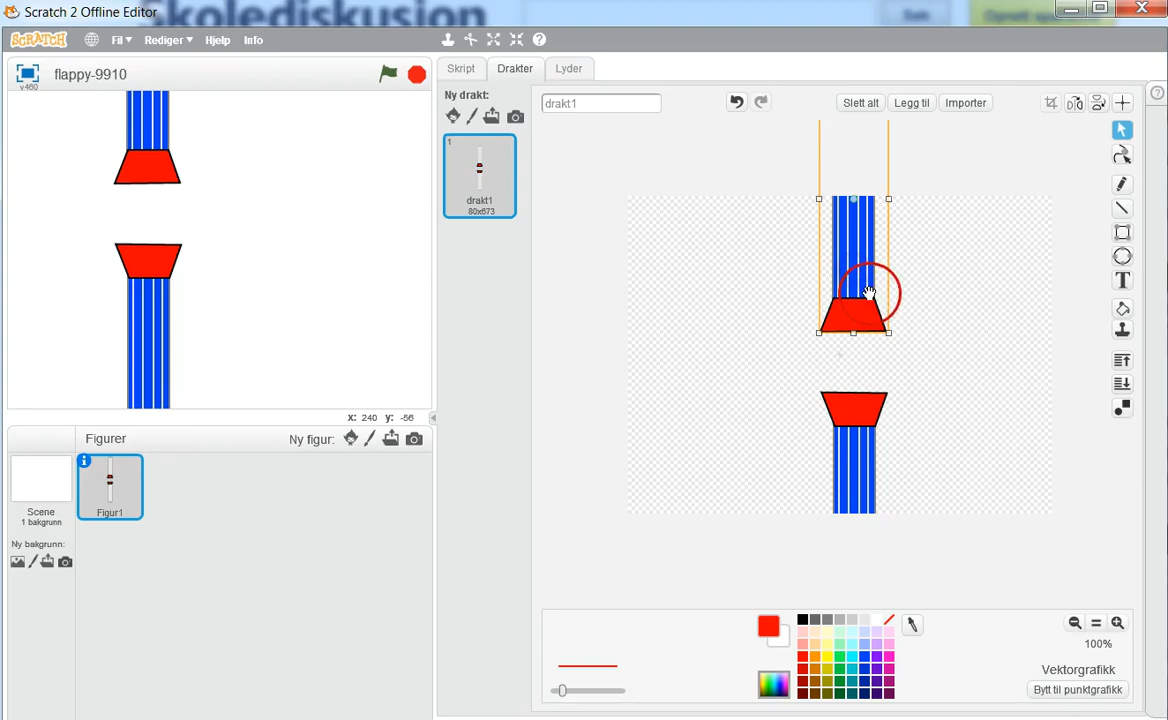 Skolediskusion
Scratch 2 Offline Editor
SCRATCH
Fil
Rediger
Hjelp
Info
flappy-9910
v460
Skript
Drakter
Lyder
Ny drakt:
1
drakt1
80x673
drakt1
Slett alt
Legg til
Importer
T
x: 240 y: -56
Figurer
Ny figur:
Scene
1 bakgrunn
Ny bakgrunn:
Figur1
100%
Vektorgrafikk
Bytt til punktgrafikk